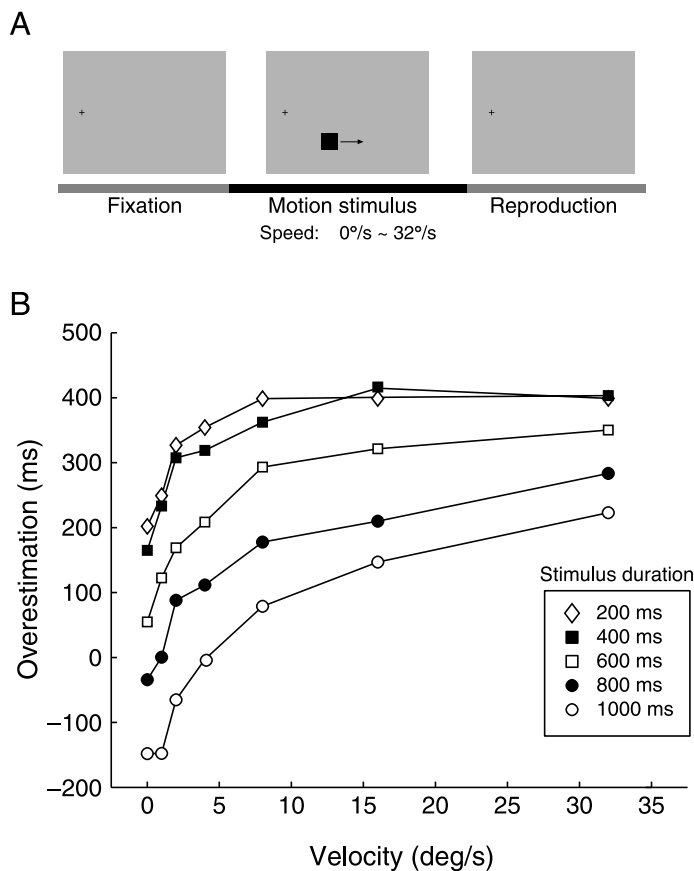 A
Fixation
Motion stimulus
Reproduction
Speed: 0°/s ~ 32°/s
B
Overestimation (ms)
500
400
300
200
100
0
−100
−200
0
5
10
15
20
25
30
35
Velocity (deg/s)
Stimulus duration
200 ms
400 ms
600 ms
800 ms
1000 ms